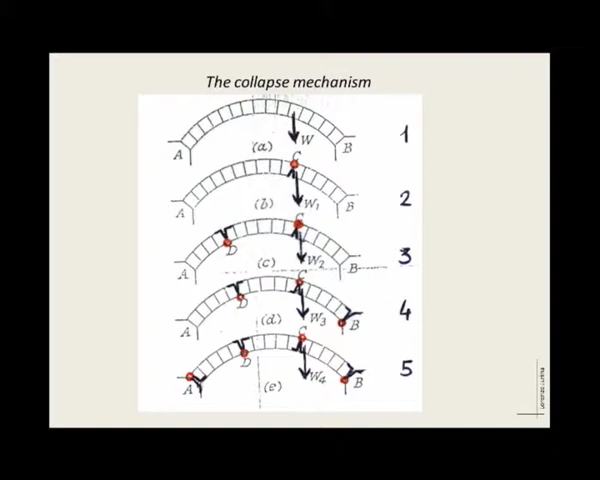 The collapse mechanism
1
A
W
(a)
B
2
C
A
W₁
(b)
B
3
C
D
A
W₂
(c)
B
4
C
D
A
W₃
(d)
B
5
C
D
A
W₄
(e)
B